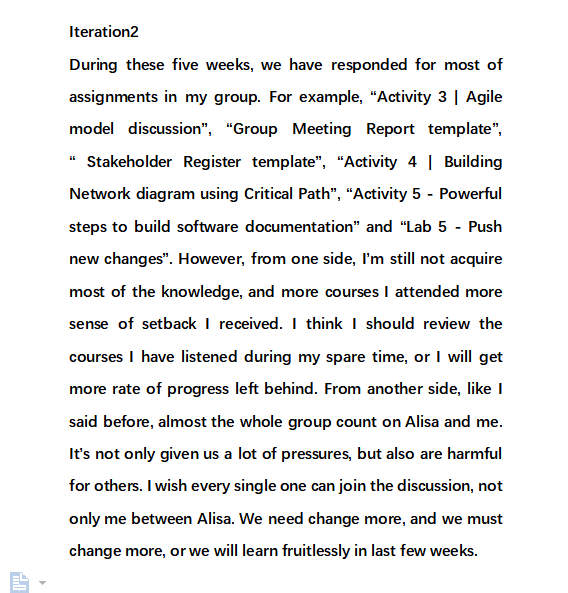 Iteration2
During these five weeks, we have responded for most of
assignments in my group. For example, “Activity 3 | Agile
model discussion”, “Group Meeting Report template”,
“ Stakeholder Register template”, “Activity 4 | Building
Network diagram using Critical Path”, “Activity 5 - Powerful
steps to build software documentation” and “Lab 5 - Push
new changes”. However, from one side, I’m still not acquire
most of the knowledge, and more courses I attended more
sense of setback I received. I think I should review the
courses I have listened during my spare time, or I will get
more rate of progress left behind. From another side, like I
said before, almost the whole group count on Alisa and me.
It’s not only given us a lot of pressures, but also are harmful
for others. I wish every single one can join the discussion, not
only me between Alisa. We need change more, and we must
change more, or we will learn fruitlessly in last few weeks.